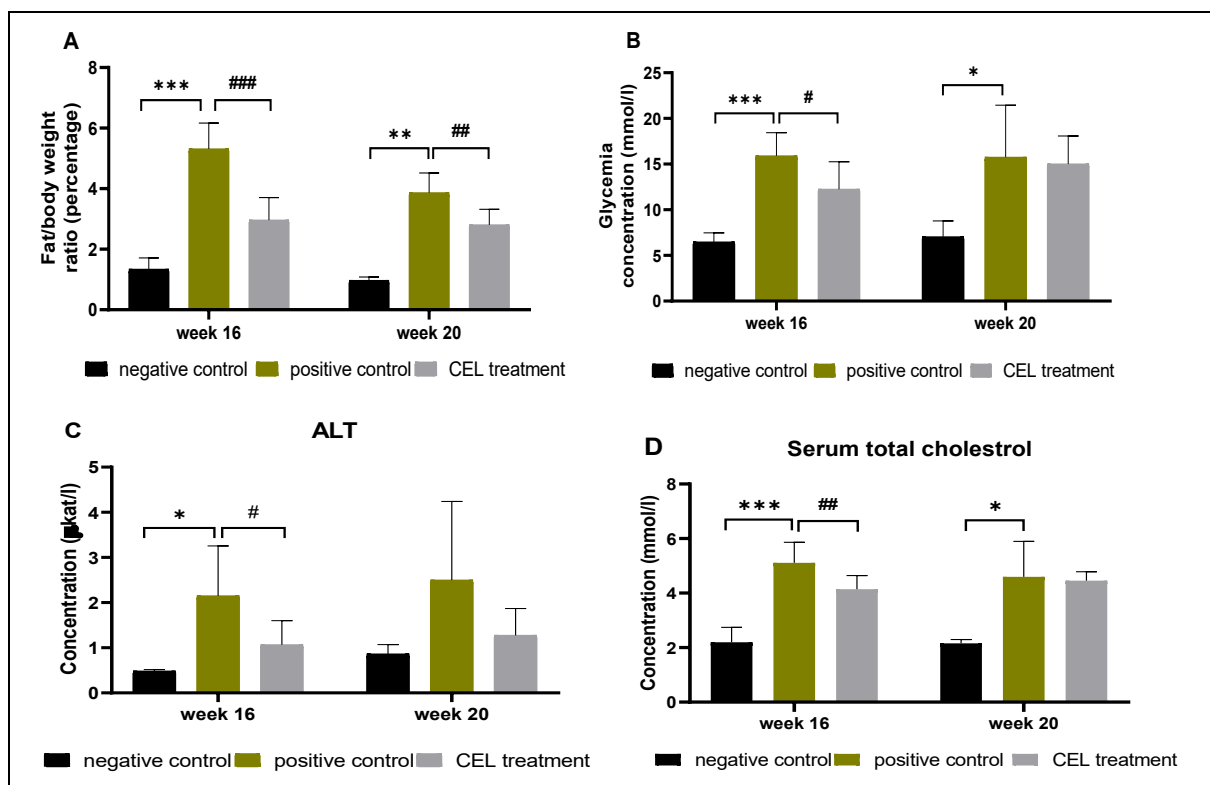 A
Fat/body weight
ratio (percentage)
8
6
4
2
0
*** ###
** ##
week 16 week 20
negative control positive control CEL treatment
B
Glycemia
concentration (mmol/l)
25
20
15
10
5
0
*** #
*
week 16 week 20
negative control positive control CEL treatment
C ALT
Concentration (μkat/l)
5
4
3
2
1
0
* #
week 16 week 20
negative control positive control CEL treatment
D Serum total cholestrol
Concentration (mmol/l)
8
6
4
2
0
*** ##
*
week 16 week 20
negative control positive control CEL treatment